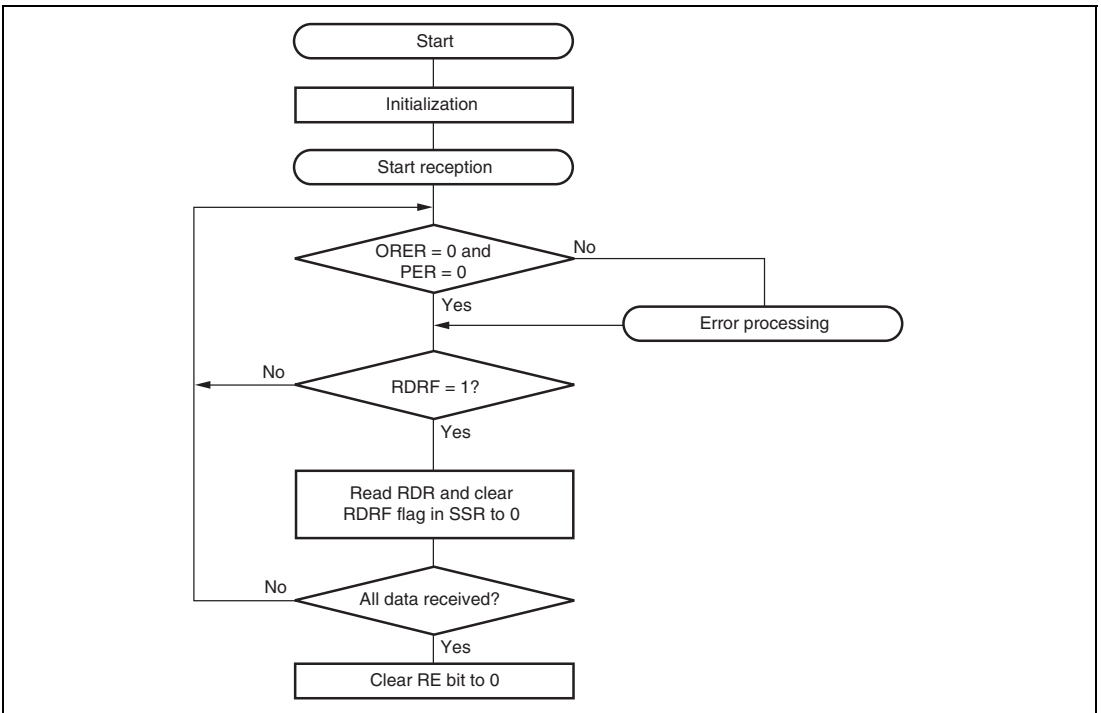 Start
Initialization
Start reception
ORER = 0 and
PER = 0
No
Yes
Error processing
No
RDRF = 1?
Yes
Read RDR and clear
RDRF flag in SSR to 0
No
All data received?
Yes
Clear RE bit to 0